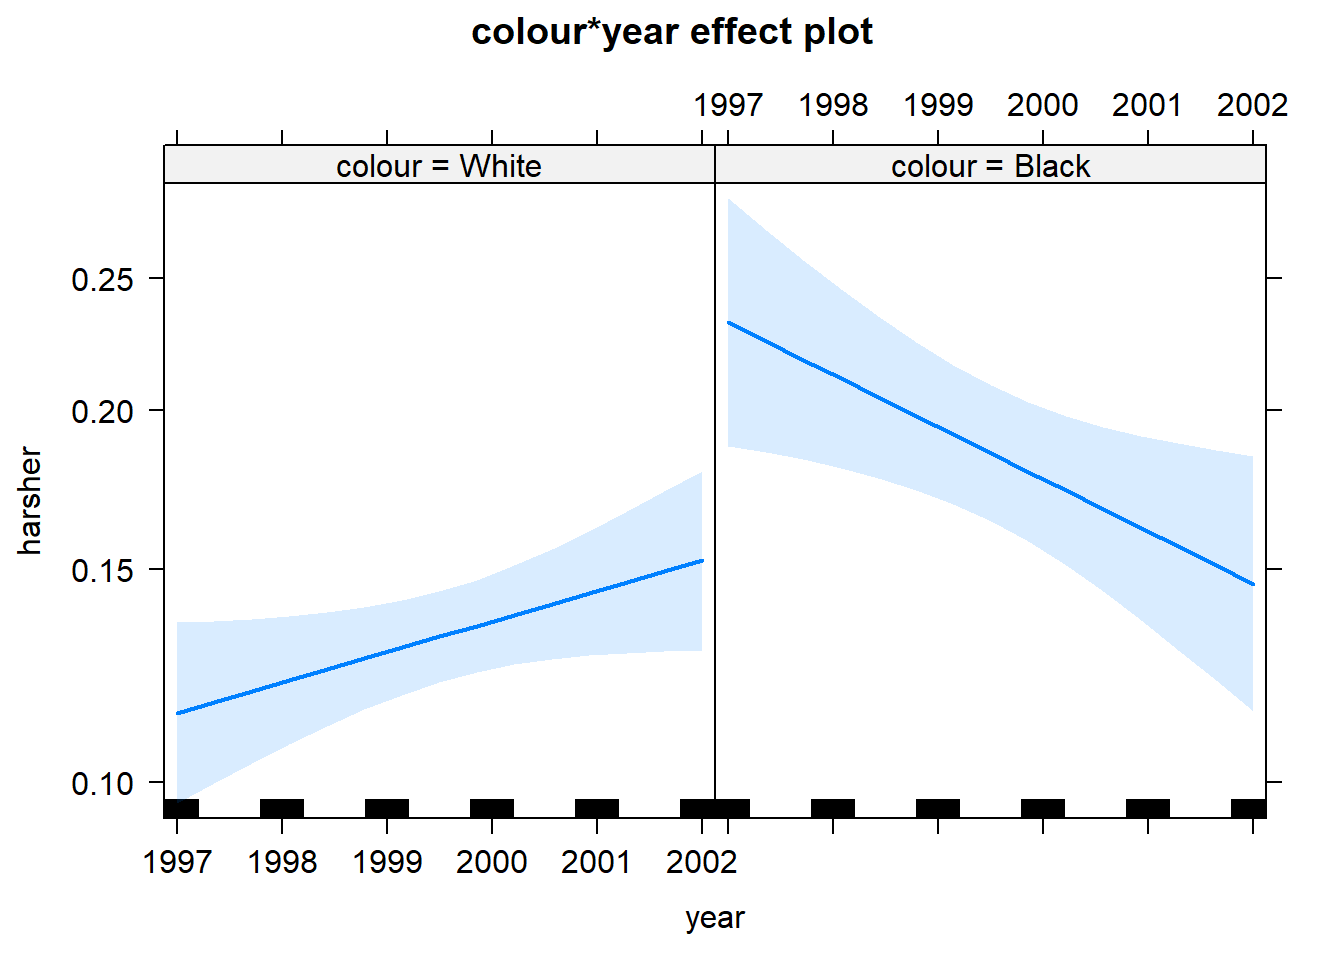 colour*year effect plot
1997 1998 1999 2000 2001 2002
colour = White
colour = Black
0.25
0.20
0.15
0.10
harsher
1997 1998 1999 2000 2001 2002
year